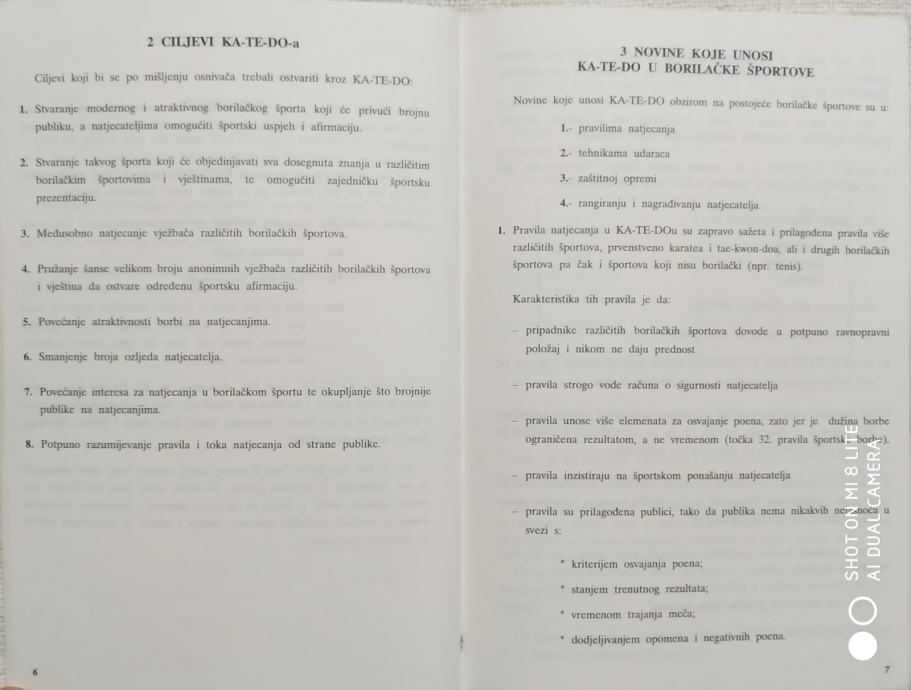 2 CILJEVI KA-TE-DO-a
Ciljevi koji bi se po mišljenju osnivača trebali ostvariti kroz KA-TE-DO:
1. Stvaranje modernog i atraktivnog borilačkog športa koji će privući brojnu
publiku, a natjecateljima omogućiti športski uspjeh i afirmaciju.
2. Stvaranje takvog športa koji će objedinjavati sva dosegnuta znanja u različitim
borilačkim športovima i vještinama, te omogućiti zajedničku športsku
prezentaciju.
3. Međusobno natjecanje vježbača različitih borilačkih športova.
4. Pružanje šanse velikom broju anonimnih vježbača različitih borilačkih športova
i vještina da ostvare određenu športsku afirmaciju.
5. Povećanje atraktivnosti borbi na natjecanjima.
6. Smanjenje broja ozljeda natjecatelja.
7. Povećanje interesa za natjecanja u borilačkom športu te okupljanje što brojnije
publike na natjecanjima.
8. Potpuno razumijevanje pravila i toka natjecanja od strane publike.
6
3 NOVINE KOJE UNOSI
KA-TE-DO U BORILAČKE ŠPORTOVE
Novine koje unosi KA-TE-DO obzirom na postojeće borilačke športove su u:
1.- pravilima natjecanja
2.- tehnikama udaraca
3.- zaštitnoj opremi
4.- rangiranju i nagrađivanju natjecatelja.
1. Pravila natjecanja u KA-TE-DOu su zapravo sažeta i prilagođena pravila više
različitih športova, prvenstveno karatea i tae-kwon-doa, ali i drugih borilačkih
športova pa čak i športova koji nisu borilački (npr. tenis).
Karakteristika tih pravila je da:
– pripadnike različitih borilačkih športova dovode u potpuno ravnopravni
položaj i nikom ne daju prednost
– pravila strogo vode računa o sigurnosti natjecatelja
– pravila unose više elemenata za osvajanje poena, zato jer je dužina borbe
ograničena rezultatom, a ne vremenom (točka 32. pravila športske borbe).
– pravila inzistiraju na športskom ponašanju natjecatelja
– pravila su prilagođena publici, tako da publika nema nikakvih nejasnoća u
svezi s:
* kriterijem osvajanja poena;
* stanjem trenutnog rezultata;
* vremenom trajanja meča;
* dodjeljivanjem opomena i negativnih poena.
7
SHOT ON MI 8 LITE
AI DUAL CAMERA